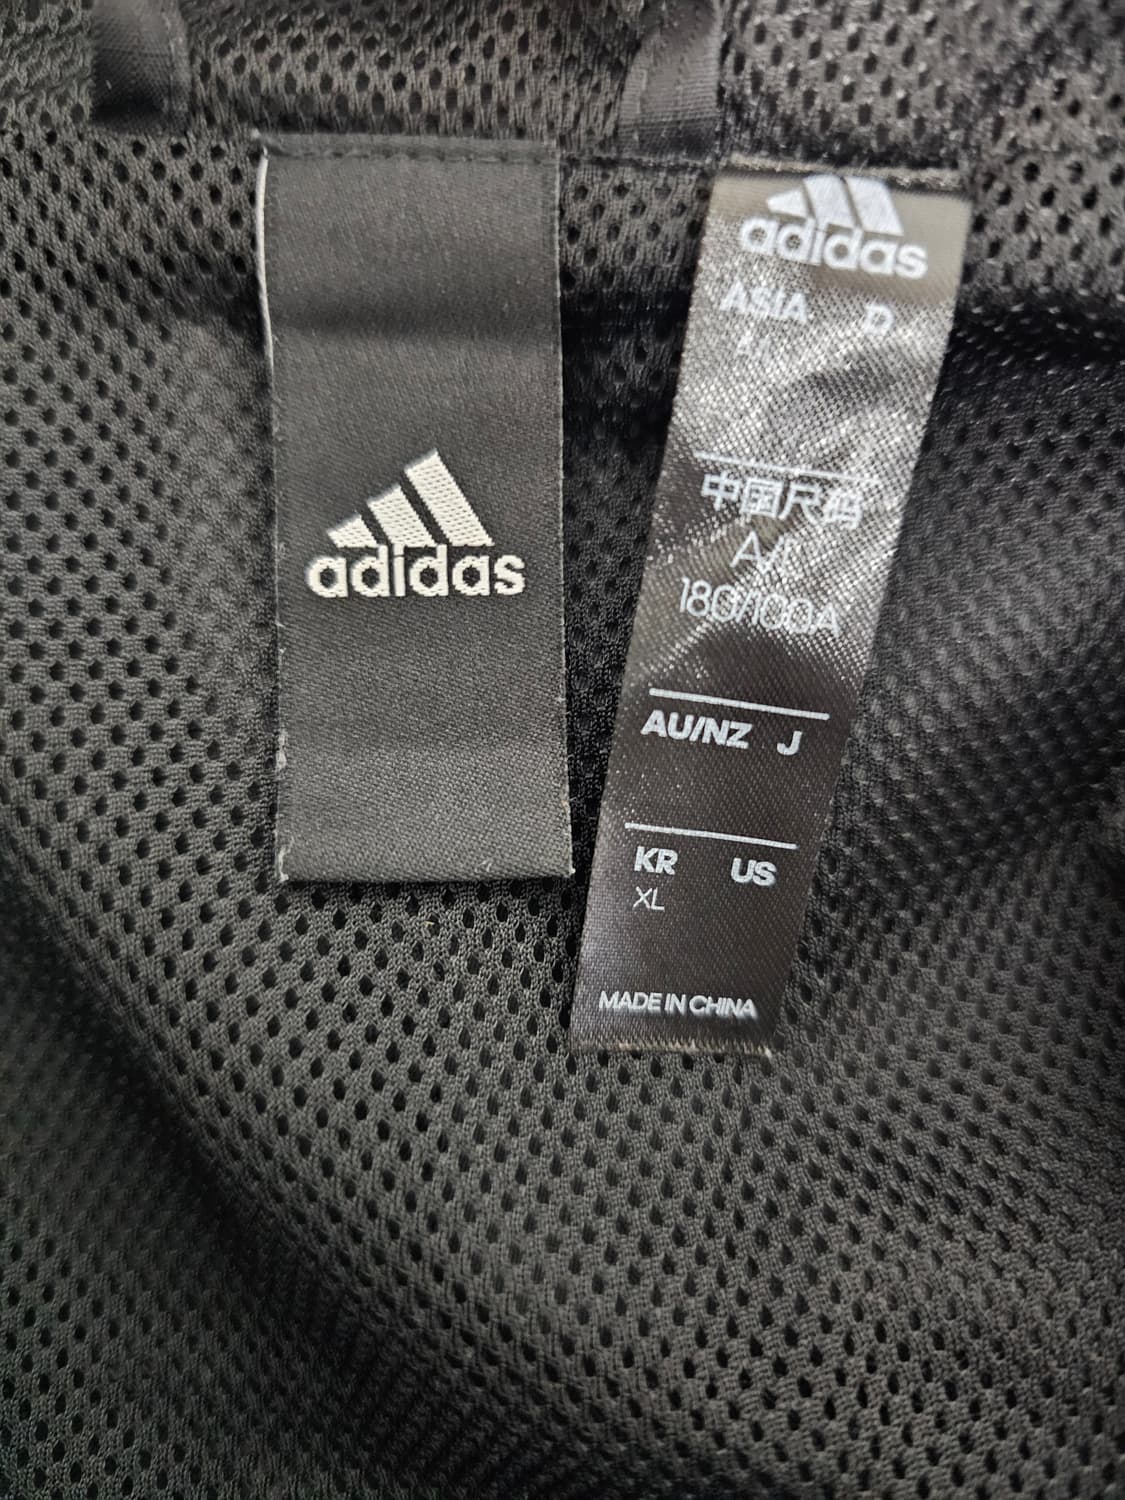 adidas
adidas
ASIA D
中国尺码
A/L
180/100A
AU/NZ J
KR US
XL
MADE IN CHINA